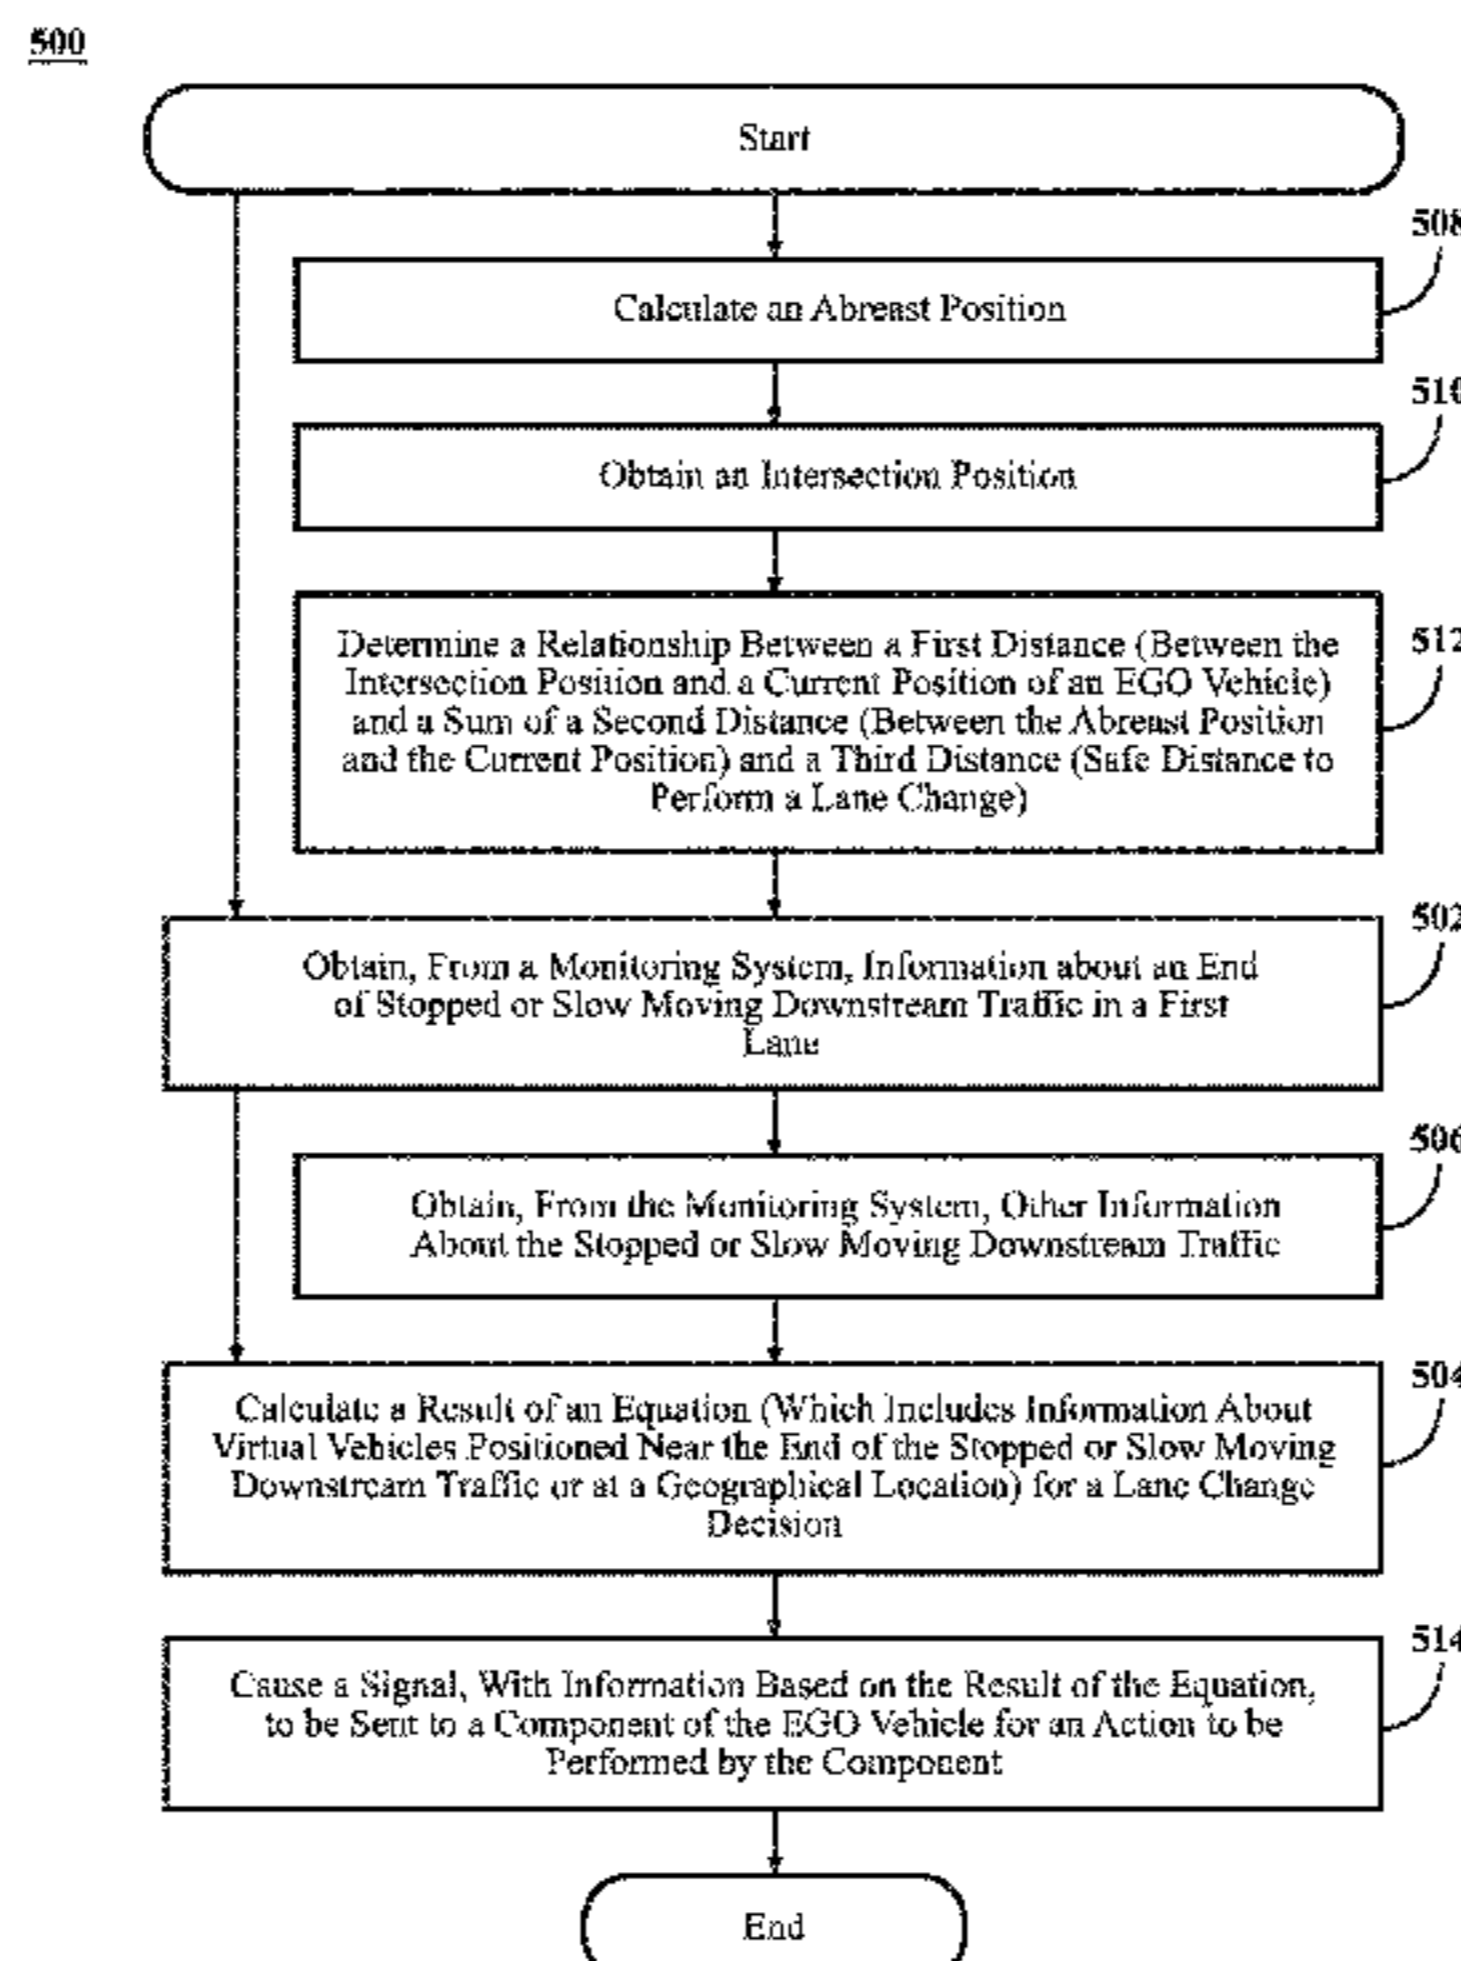 500
Start
508
Calculate an Abreast Position
510
Obtain an Intersection Position
512
Determine a Relationship Between a First Distance (Between the
Intersection Position and a Current Position of an EGO Vehicle)
and a Sum of a Second Distance (Between the Abreast Position
and the Current Position) and a Third Distance (Safe Distance to
Perform a Lane Change)
502
Obtain, From a Monitoring System, Information about an End
of Stopped or Slow Moving Downstream Traffic in a First
Lane
506
Obtain, From the Monitoring System, Other Information
About the Stopped or Slow Moving Downstream Traffic
504
Calculate a Result of an Equation (Which Includes Information About
Virtual Vehicles Positioned Near the End of the Stopped or Slow Moving
Downstream Traffic or at a Geographical Location) for a Lane Change
Decision
514
Cause a Signal, With Information Based on the Result of the Equation,
to be Sent to a Component of the EGO Vehicle for an Action to be
Performed by the Component
End